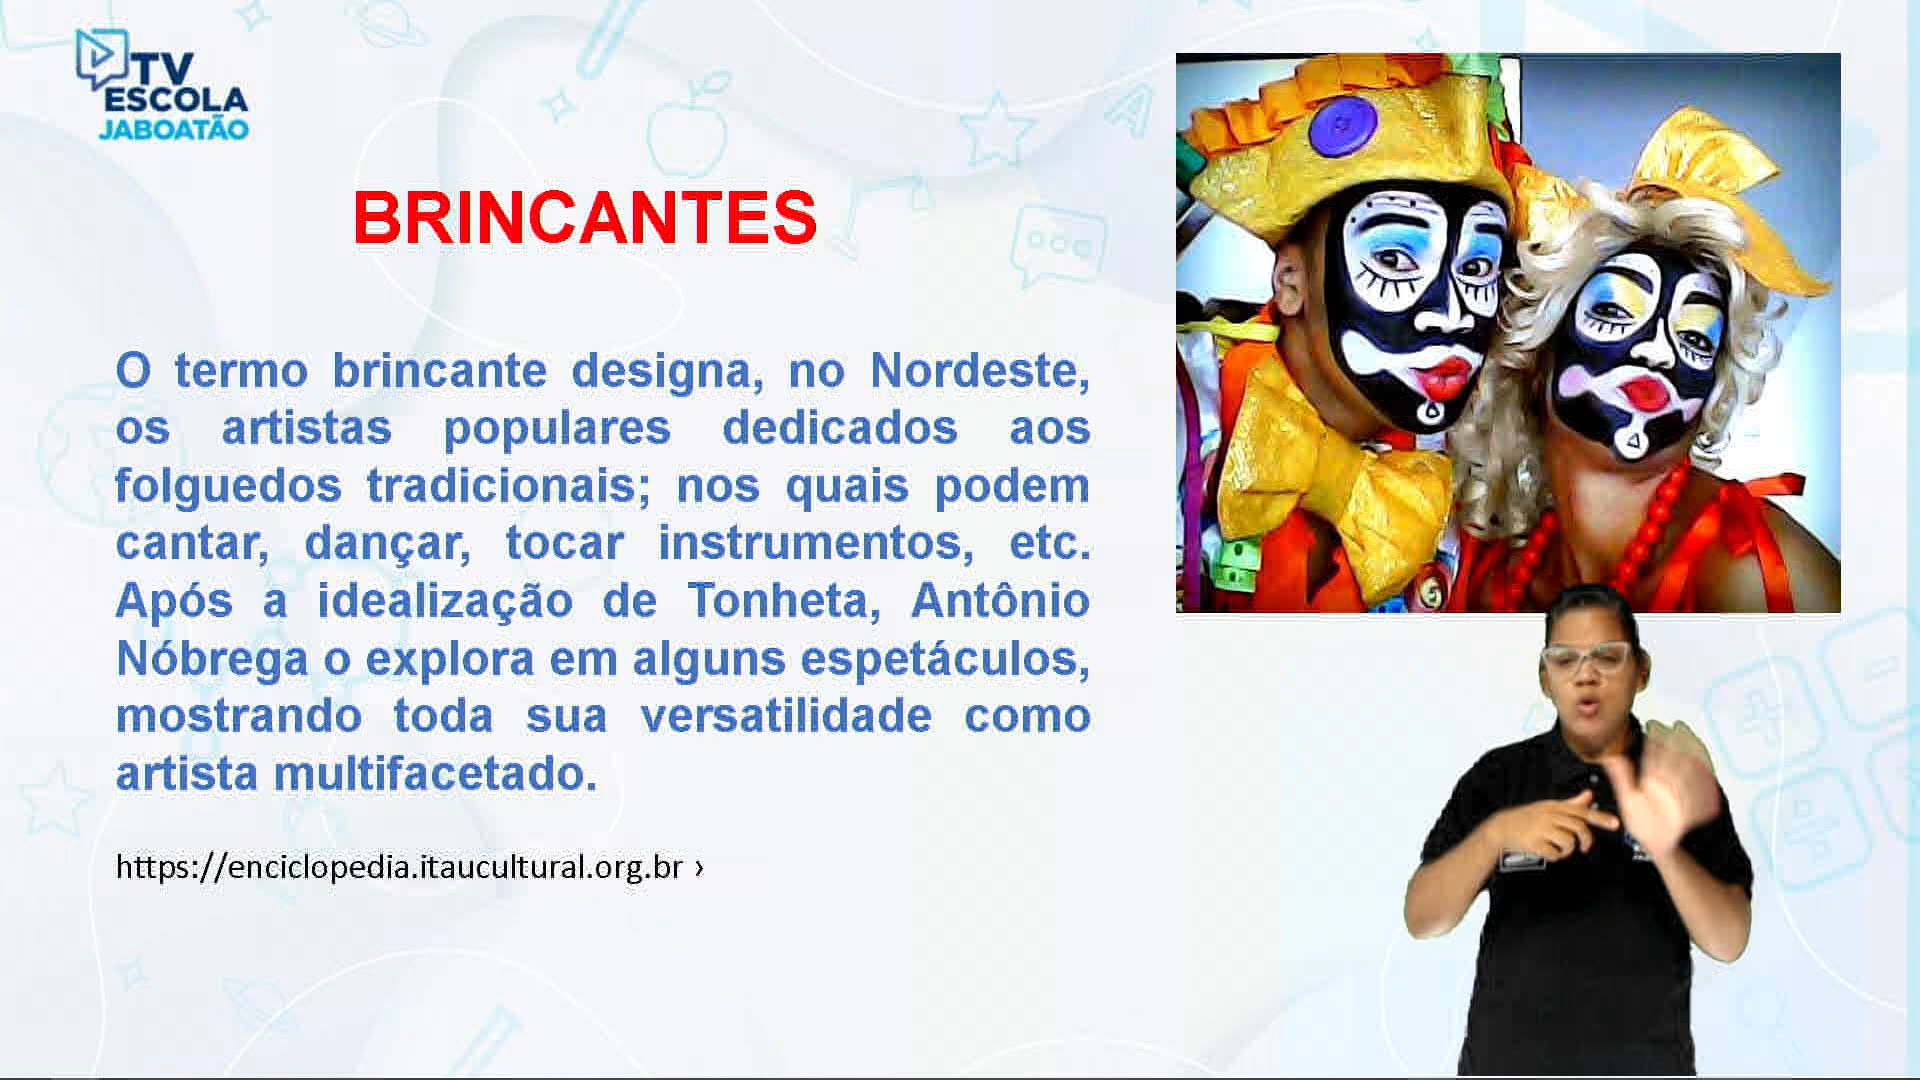 TV
ESCOLA
JABOATÃO
BRINCANTES
O termo brincante designa, no Nordeste,
os artistas populares dedicados aos
folguedos tradicionais; nos quais podem
cantar, dançar, tocar instrumentos, etc.
Após a idealização de Tonheta, Antônio
Nóbrega o explora em alguns espetáculos,
mostrando toda sua versatilidade como
artista multifacetado.
https://enciclopedia.itaucultural.org.br ›